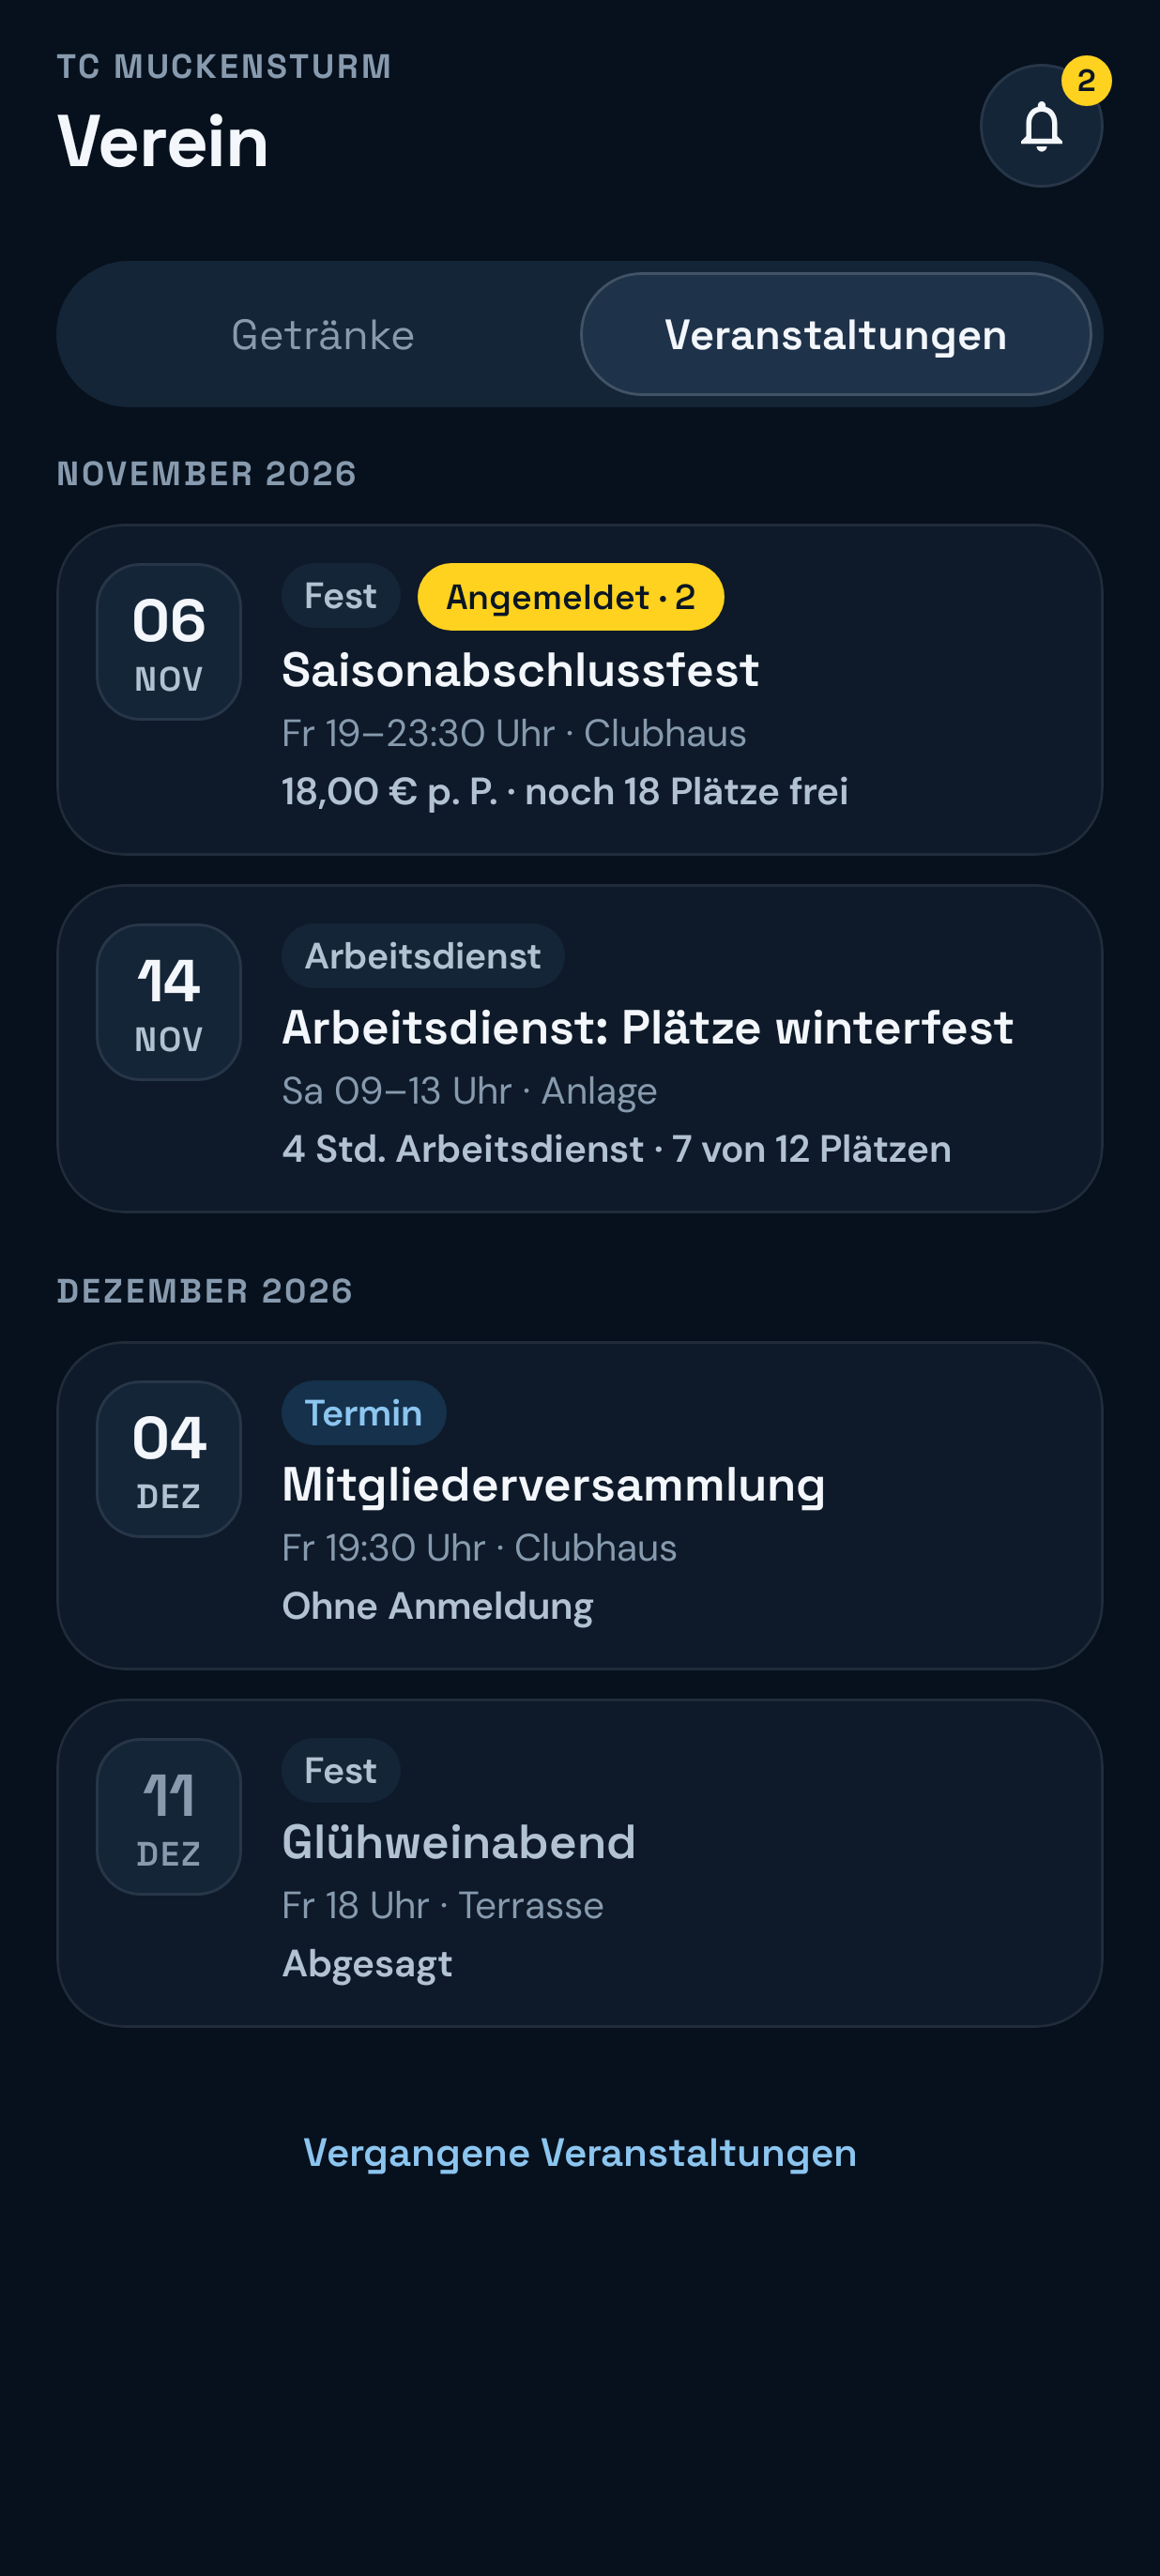 TC MUCKENSTURM
Verein
2
Getränke
Veranstaltungen
NOVEMBER 2026
06
NOV
Fest
Angemeldet · 2
Saisonabschlussfest
Fr 19–23:30 Uhr · Clubhaus
18,00 € p. P. · noch 18 Plätze frei
14
NOV
Arbeitsdienst
Arbeitsdienst: Plätze winterfest
Sa 09–13 Uhr · Anlage
4 Std. Arbeitsdienst · 7 von 12 Plätzen
DEZEMBER 2026
04
DEZ
Termin
Mitgliederversammlung
Fr 19:30 Uhr · Clubhaus
Ohne Anmeldung
11
DEZ
Fest
Glühweinabend
Fr 18 Uhr · Terrasse
Abgesagt
Vergangene Veranstaltungen